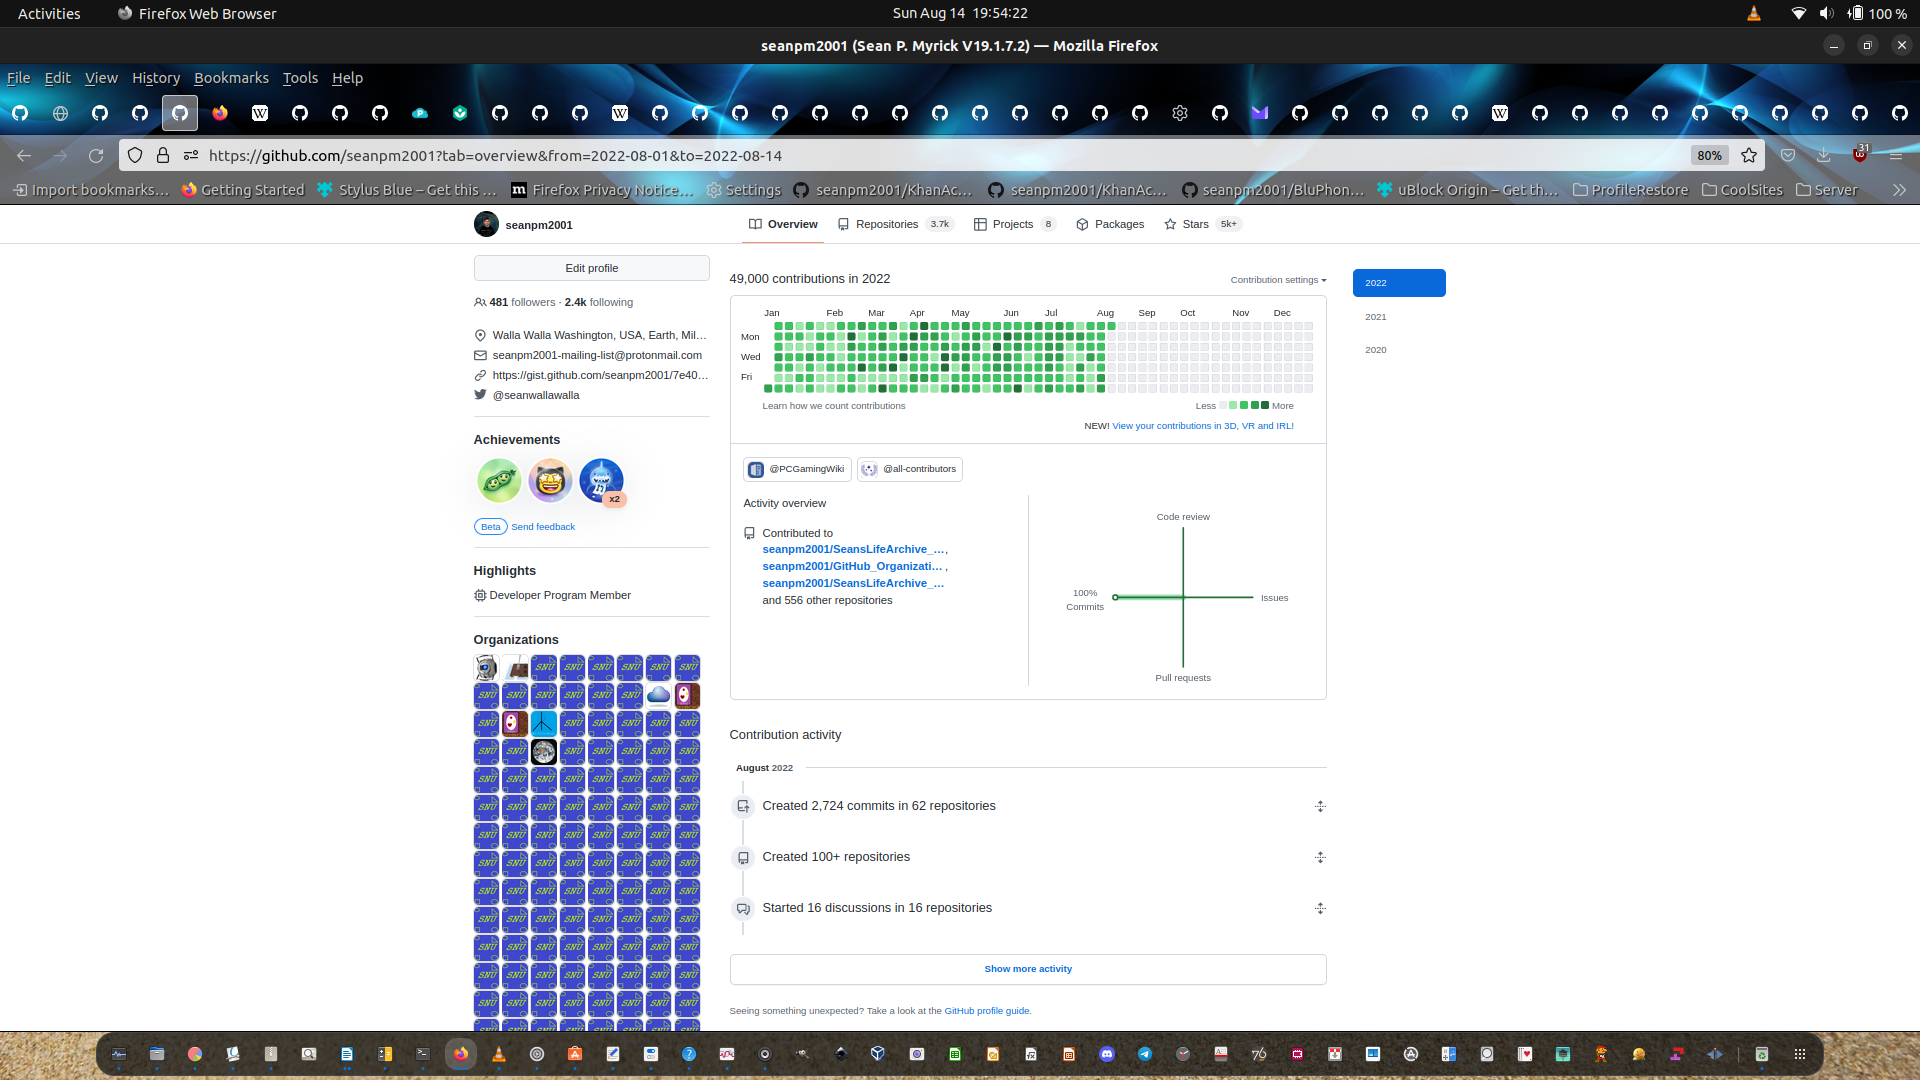 Activities
Firefox Web Browser
Sun Aug 14 19:54:22
100 %
seanpm2001 (Sean P. Myrick V19.1.7.2) — Mozilla Firefox
File Edit View History Bookmarks Tools Help
https://github.com/seanpm2001?tab=overview&from=2022-08-01&to=2022-08-14
80%
31
Import bookmarks… Getting Started Stylus Blue – Get this … Firefox Privacy Notice… Settings seanpm2001/KhanAc… seanpm2001/KhanAc… seanpm2001/BluPhon… uBlock Origin – Get th… ProfileRestore CoolSites Server
seanpm2001
Overview Repositories 3.7k Projects 8 Packages Stars 5k+
Edit profile
481 followers · 2.4k following
Walla Walla Washington, USA, Earth, Mil…
seanpm2001-mailing-list@protonmail.com
https://gist.github.com/seanpm2001/7e40…
@seanwallawalla
Achievements
x2
Beta Send feedback
Highlights
Developer Program Member
Organizations
49,000 contributions in 2022
Contribution settings
2022
2021
2020
Jan Feb Mar Apr May Jun Jul Aug Sep Oct Nov Dec
Mon
Wed
Fri
Learn how we count contributions
Less More
NEW! View your contributions in 3D, VR and IRL!
@PCGamingWiki @all-contributors
Activity overview
Contributed to
seanpm2001/SeansLifeArchive_…,
seanpm2001/GitHub_Organizati… ,
seanpm2001/SeansLifeArchive_…
and 556 other repositories
Code review
100%
Commits
Issues
Pull requests
Contribution activity
August 2022
Created 2,724 commits in 62 repositories
Created 100+ repositories
Started 16 discussions in 16 repositories
Show more activity
Seeing something unexpected? Take a look at the GitHub profile guide.